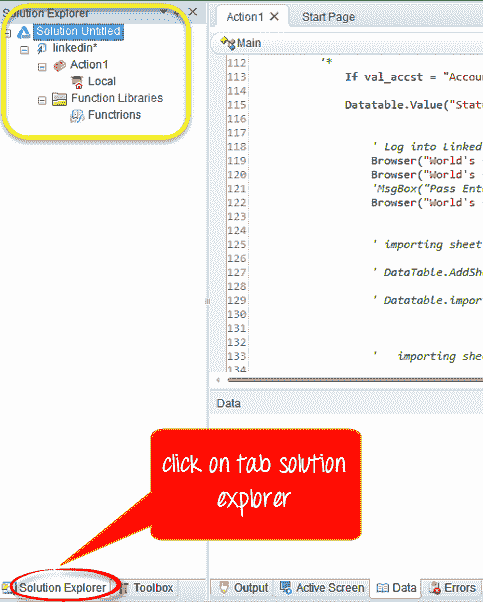 Solution Explorer
Solution Untitled
linkedin*
Action1
Local
Function Libraries
Functrions
Action1
Start Page
Main
112 '*
113 If val_accst = "Accou
114
115 Datatable.Value("Stat
116
117
118 ' Log into Linked
119 Browser("World's
120 Browser("World's
121 'MsgBox("Pass Ent
122 Browser("World's
123
124
125 ' importing sheet
126
127 ' DataTable.AddShe
128
129 ' Datatable.impor
130
131
132
133 ' importing shee
134
Data
click on tab solution
explorer
Solution Explorer
Toolbox
Output
Active Screen
Data
Errors